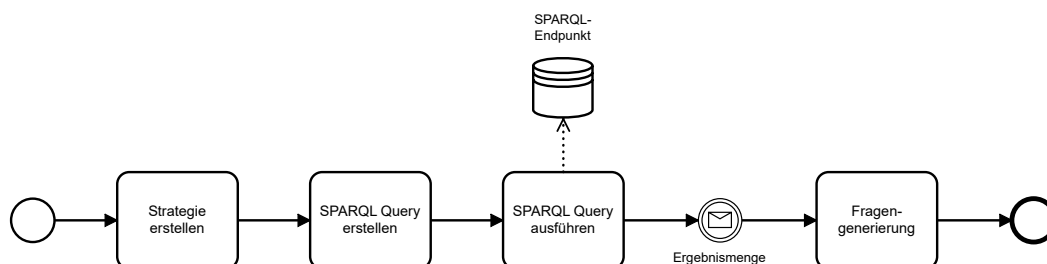 SPARQL-
Endpunkt
Strategie
erstellen
SPARQL Query
erstellen
SPARQL Query
ausführen
Ergebnismenge
Fragen-
generierung